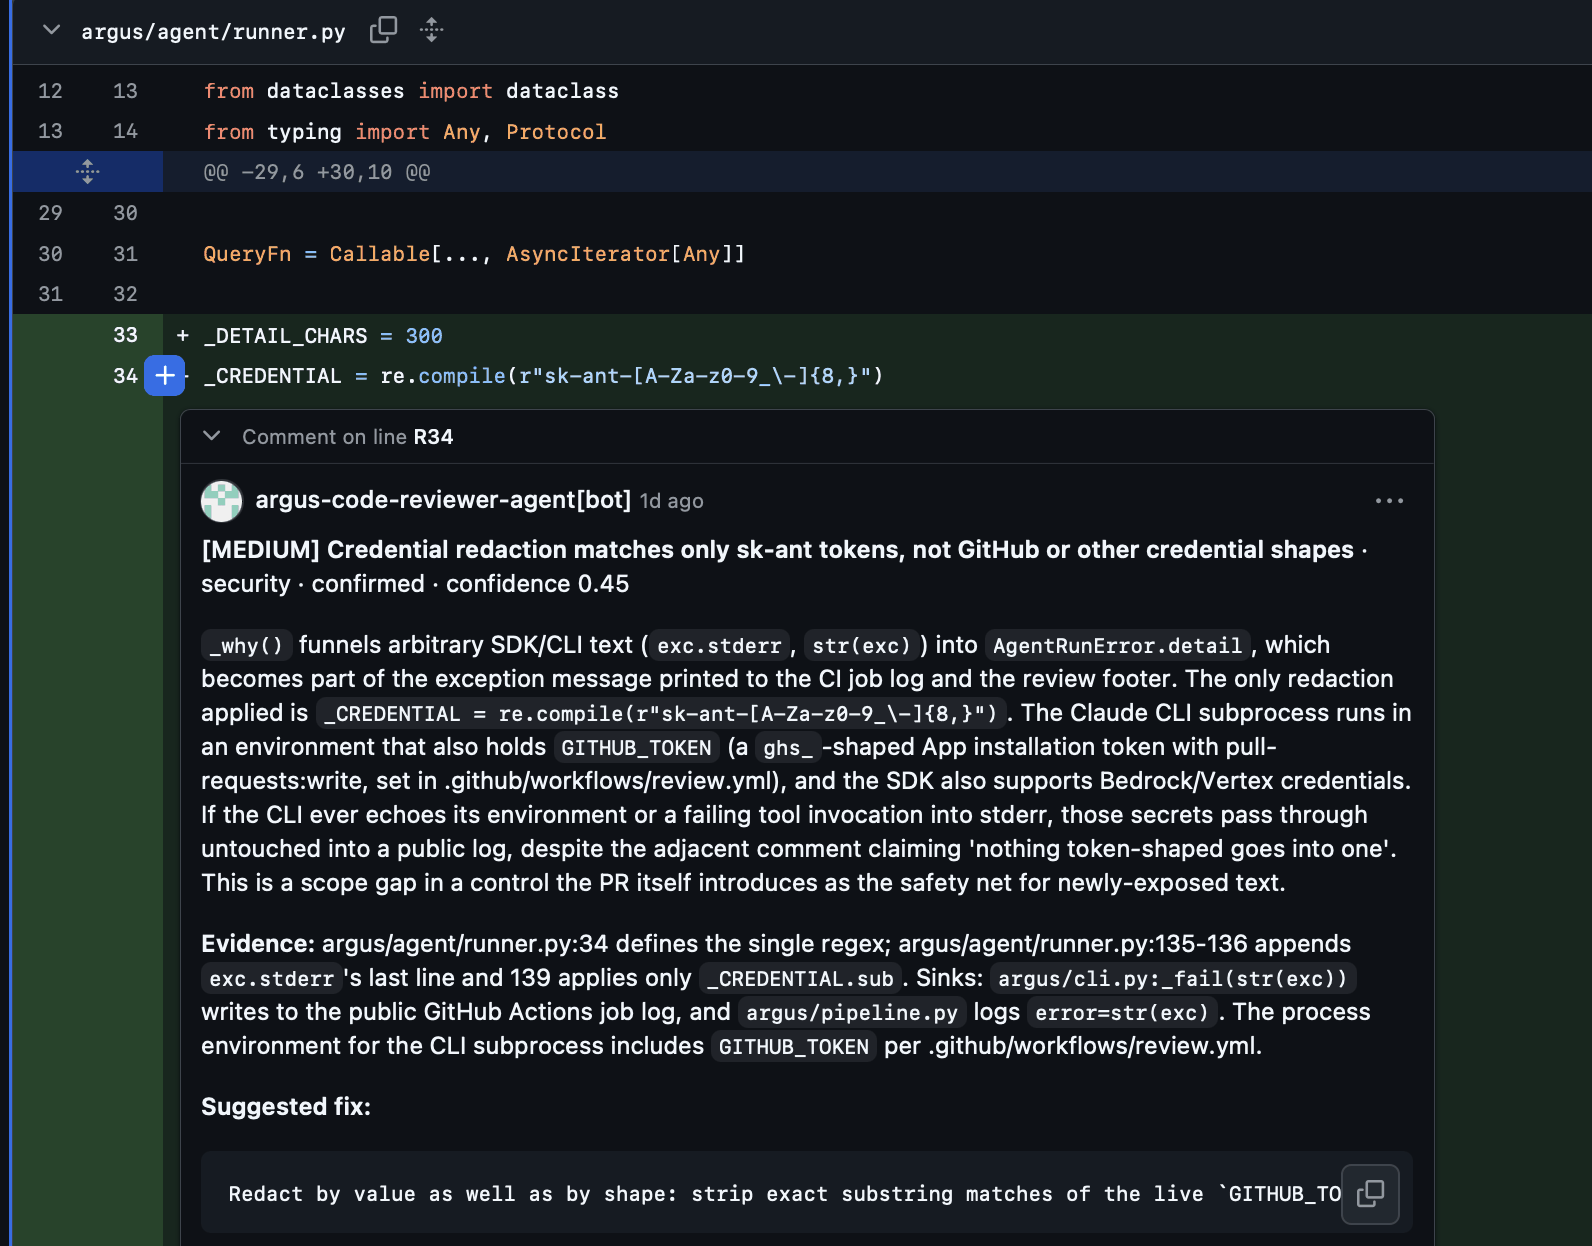 argus/agent/runner.py
12 13 from dataclasses import dataclass
13 14 from typing import Any, Protocol
@@ -29,6 +30,10 @@
29 30
30 31 QueryFn = Callable[..., AsyncIterator[Any]]
31 32
33 + _DETAIL_CHARS = 300
34 + _CREDENTIAL = re.compile(r"sk-ant-[A-Za-z0-9_\-]{8,}")
Comment on line R34
argus-code-reviewer-agent[bot] 1d ago
[MEDIUM] Credential redaction matches only sk-ant tokens, not GitHub or other credential shapes ·
security · confirmed · confidence 0.45
_why() funnels arbitrary SDK/CLI text ( exc.stderr , str(exc) ) into AgentRunError.detail , which
becomes part of the exception message printed to the CI job log and the review footer. The only redaction
applied is _CREDENTIAL = re.compile(r"sk-ant-[A-Za-z0-9_\-]{8,}") . The Claude CLI subprocess runs in
an environment that also holds GITHUB_TOKEN (a ghs_ -shaped App installation token with pull-
requests:write, set in .github/workflows/review.yml), and the SDK also supports Bedrock/Vertex credentials.
If the CLI ever echoes its environment or a failing tool invocation into stderr, those secrets pass through
untouched into a public log, despite the adjacent comment claiming 'nothing token-shaped goes into one'.
This is a scope gap in a control the PR itself introduces as the safety net for newly-exposed text.
Evidence: argus/agent/runner.py:34 defines the single regex; argus/agent/runner.py:135-136 appends
exc.stderr 's last line and 139 applies only _CREDENTIAL.sub . Sinks: argus/cli.py:_fail(str(exc))
writes to the public GitHub Actions job log, and argus/pipeline.py logs error=str(exc) . The process
environment for the CLI subprocess includes GITHUB_TOKEN per .github/workflows/review.yml.
Suggested fix:
Redact by value as well as by shape: strip exact substring matches of the live `GITHUB_TO